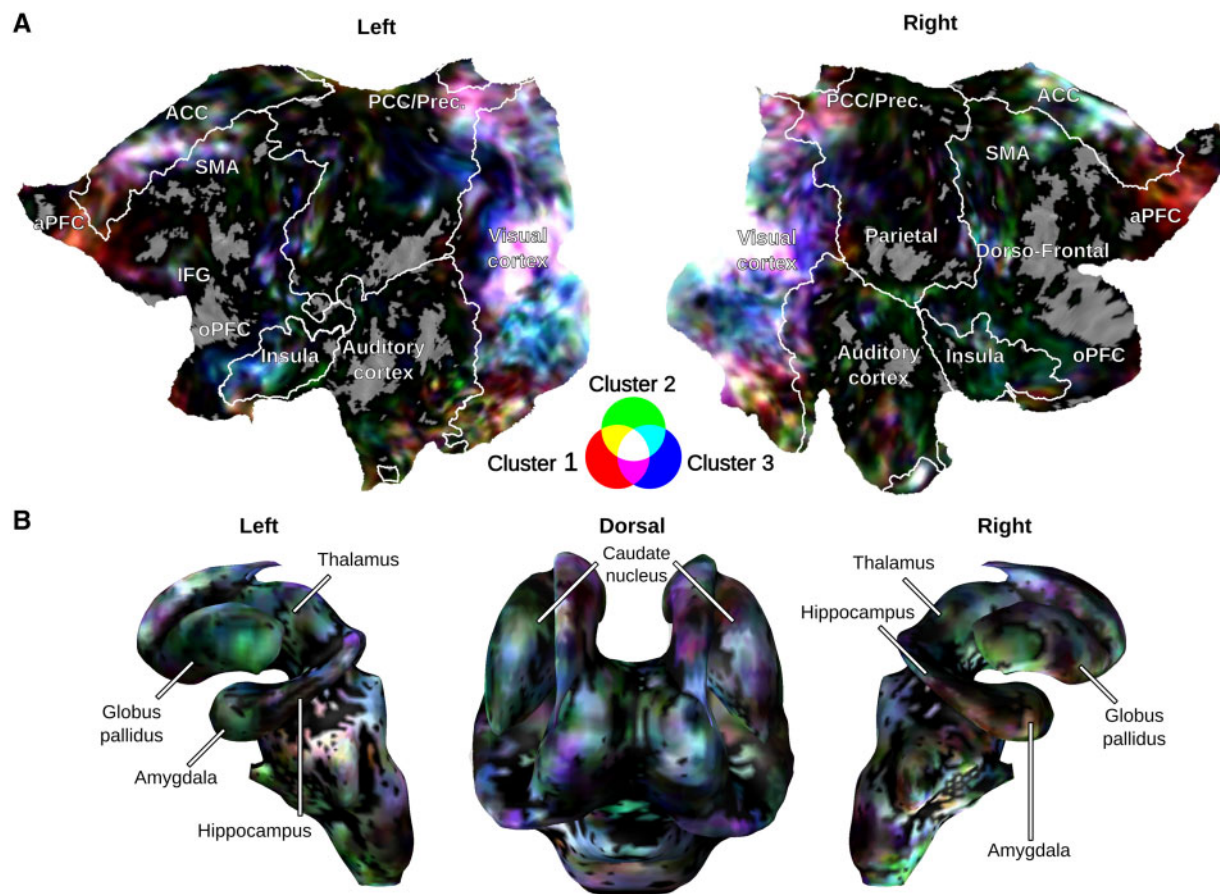 A
Left
Right
ACC
PCC/Prec.
SMA
aPFC
IFG
oPFC
Insula
Auditory
cortex
Visual
cortex
PCC/Prec.
ACC
SMA
aPFC
Visual
cortex
Parietal
Dorso-Frontal
Auditory
cortex
Insula
oPFC
Cluster 2
Cluster 1
Cluster 3
B
Left
Dorsal
Right
Thalamus
Globus
pallidus
Amygdala
Hippocampus
Caudate
nucleus
Thalamus
Hippocampus
Globus
pallidus
Amygdala